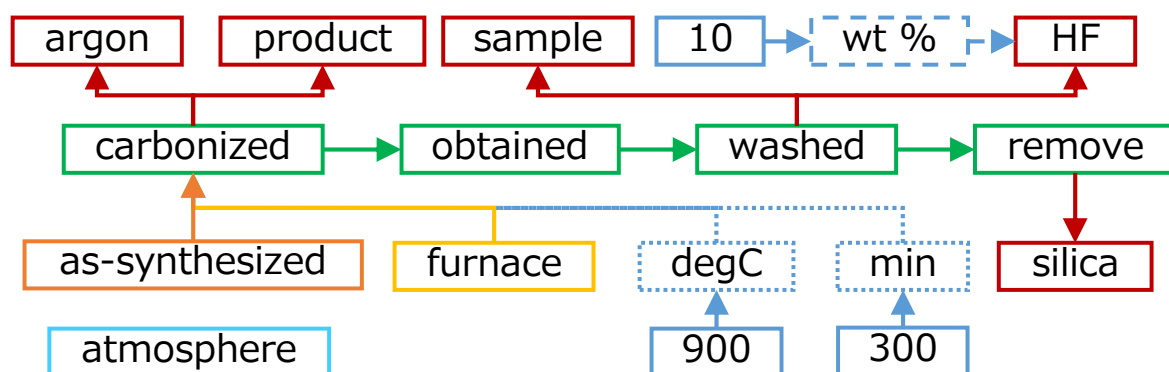 argon product sample 10 wt % HF
carbonized obtained washed remove
as-synthesized furnace degC min silica
atmosphere 900 300